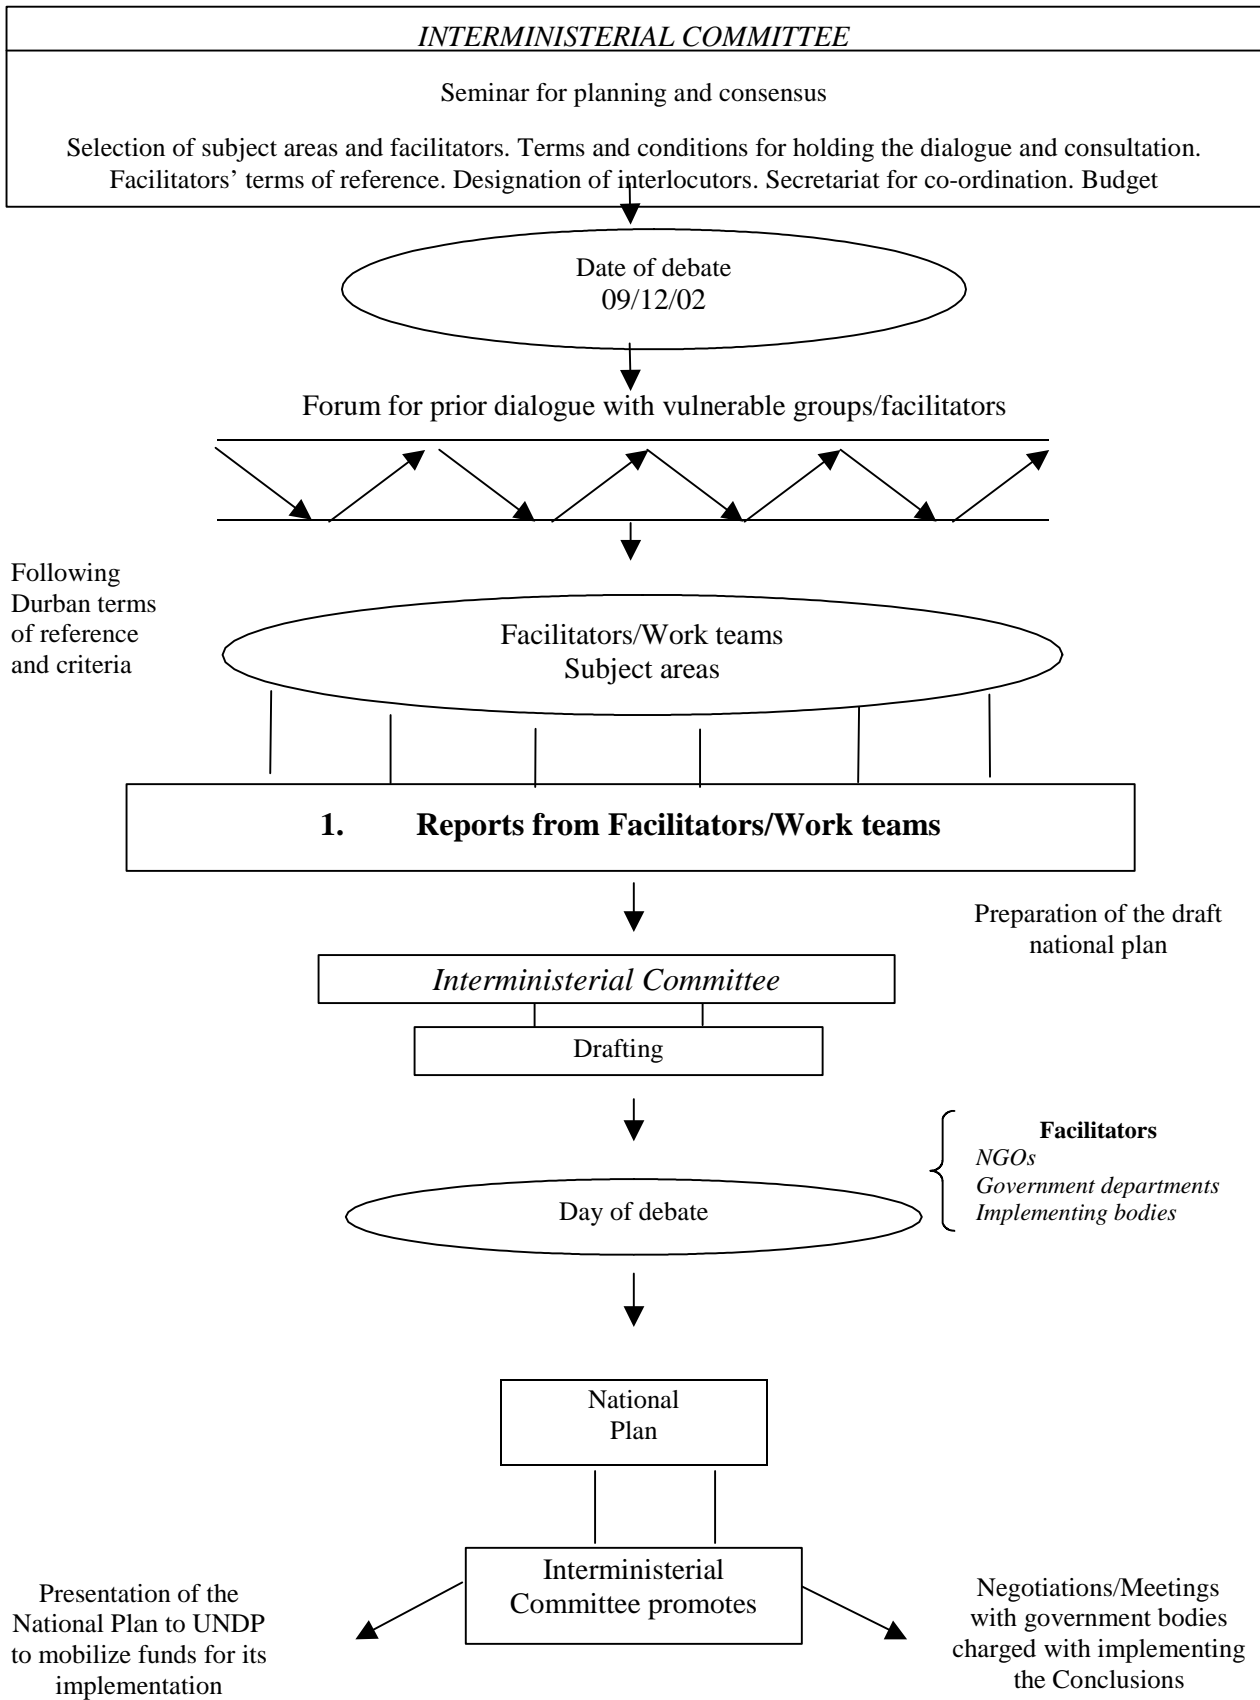 INTERMINISTERIAL COMMITTEE
Seminar for planning and consensus
Selection of subject areas and facilitators. Terms and conditions for holding the dialogue and consultation.
Facilitators’ terms of reference. Designation of interlocutors. Secretariat for co-ordination. Budget
Date of debate
09/12/02
Forum for prior dialogue with vulnerable groups/facilitators
Following
Durban terms
of reference
and criteria
Facilitators/Work teams
Subject areas
1. Reports from Facilitators/Work teams
Preparation of the draft
national plan
Interministerial Committee
Drafting
Facilitators
NGOs
Government departments
Implementing bodies
Day of debate
National
Plan
Interministerial
Committee promotes
Presentation of the
National Plan to UNDP
to mobilize funds for its
implementation
Negotiations/Meetings
with government bodies
charged with implementing
the Conclusions